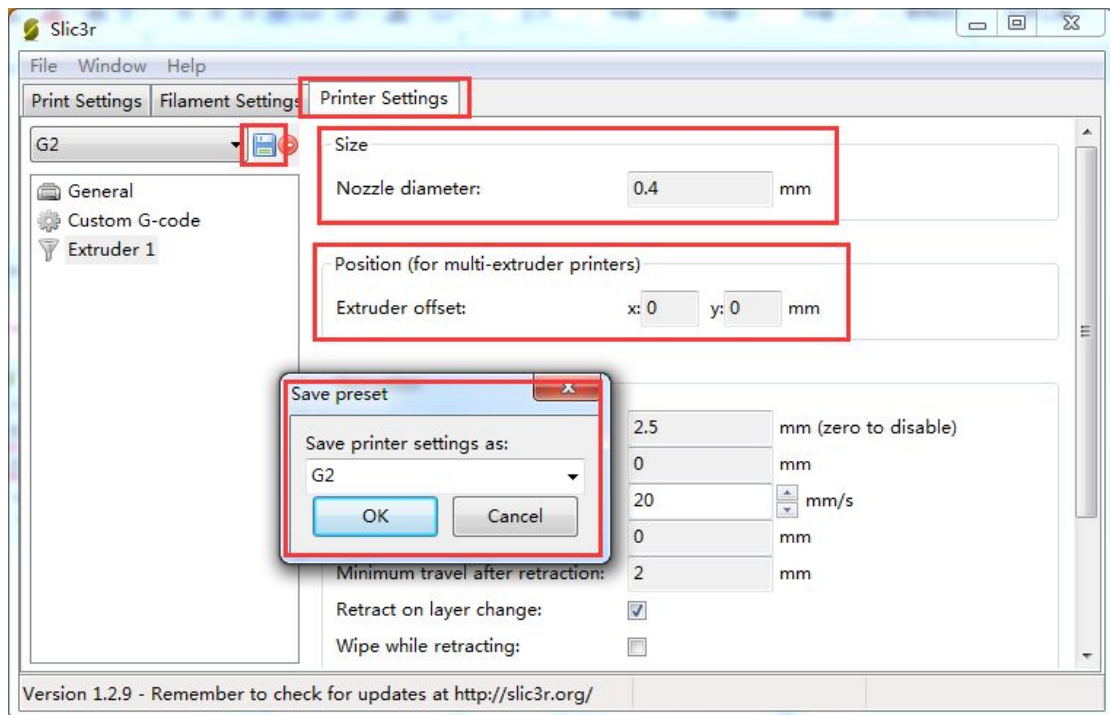 Slic3r
File Window Help
Print Settings Filament Settings Printer Settings
G2
General
Custom G-code
Extruder 1
Size
Nozzle diameter: 0.4 mm
Position (for multi-extruder printers)
Extruder offset: x: 0 y: 0 mm
2.5 mm (zero to disable)
0 mm
20 mm/s
0 mm
Minimum travel after retraction: 2 mm
Retract on layer change:
Wipe while retracting:
Save preset
Save printer settings as:
G2
OK Cancel
Version 1.2.9 - Remember to check for updates at http://slic3r.org/